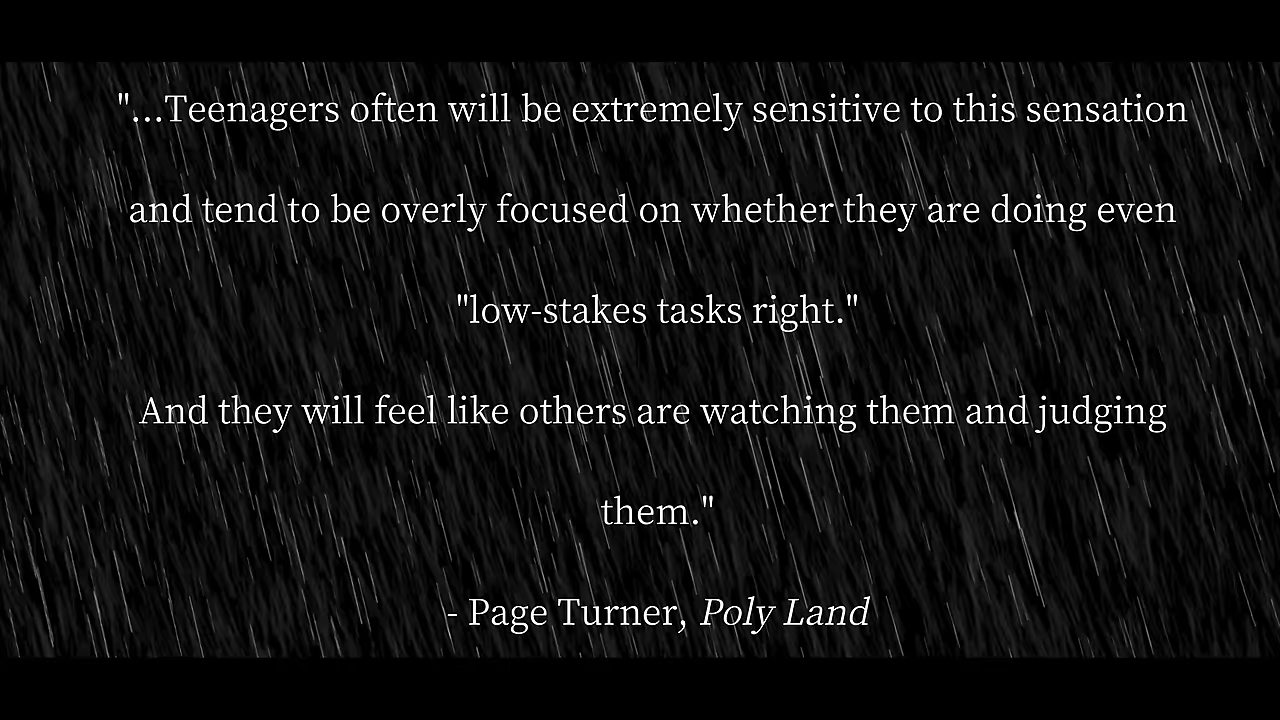 "...Teenagers often will be extremely sensitive to this sensation
and tend to be overly focused on whether they are doing even
"low-stakes tasks right."
And they will feel like others are watching them and judging
them."
- Page Turner, Poly Land